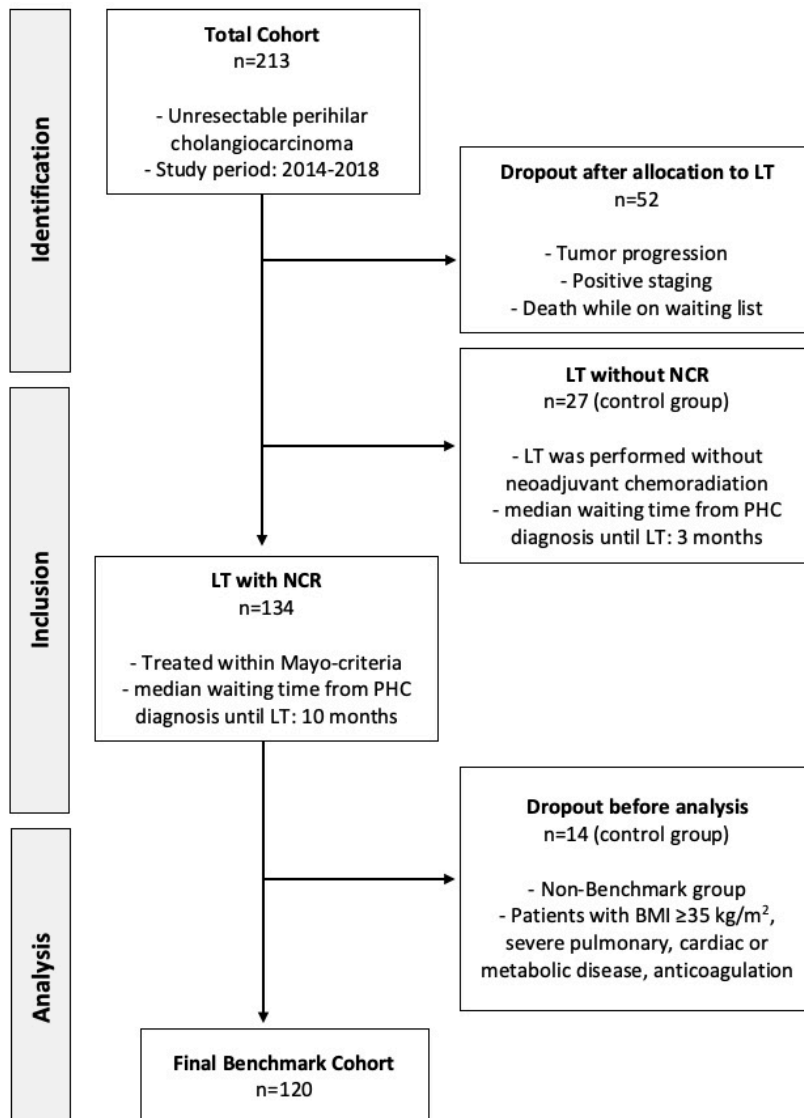 Identification
Total Cohort
n=213
- Unresectable perihilar
cholangiocarcinoma
- Study period: 2014-2018
Dropout after allocation to LT
n=52
- Tumor progression
- Positive staging
- Death while on waiting list
Inclusion
LT without NCR
n=27 (control group)
- LT was performed without
neoadjuvant chemoradiation
- median waiting time from PHC
diagnosis until LT: 3 months
LT with NCR
n=134
- Treated within Mayo-criteria
- median waiting time from PHC
diagnosis until LT: 10 months
Analysis
Dropout before analysis
n=14 (control group)
- Non-Benchmark group
- Patients with BMI ≥35 kg/m²,
severe pulmonary, cardiac or
metabolic disease, anticoagulation
Final Benchmark Cohort
n=120